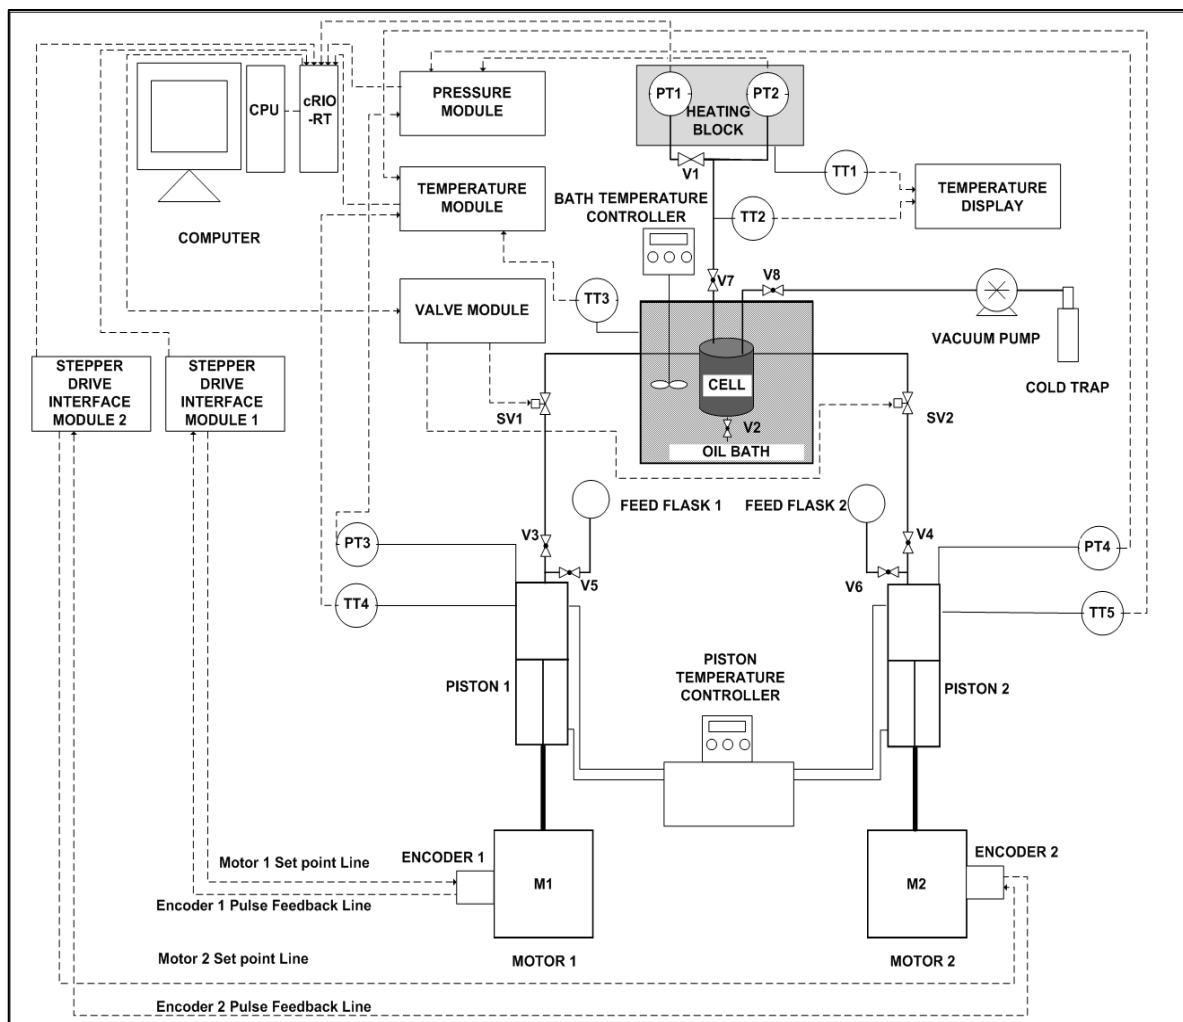 CPU
cRIO
-RT
PRESSURE
MODULE
PT1
PT2
HEATING
BLOCK
V1
TEMPERATURE
MODULE
BATH TEMPERATURE
CONTROLLER
TT1
TT2
TEMPERATURE
DISPLAY
COMPUTER
VALVE MODULE
TT3
V7
V8
VACUUM PUMP
COLD TRAP
STEPPER
DRIVE
INTERFACE
MODULE 2
STEPPER
DRIVE
INTERFACE
MODULE 1
CELL
SV1
V2
SV2
OIL BATH
FEED FLASK 1
FEED FLASK 2
V3
V4
PT3
PT4
V5
V6
TT4
TT5
PISTON 1
PISTON
TEMPERATURE
CONTROLLER
PISTON 2
ENCODER 1
ENCODER 2
Motor 1 Set point Line
M1
M2
Encoder 1 Pulse Feedback Line
Motor 2 Set point Line
MOTOR 1
MOTOR 2
Encoder 2 Pulse Feedback Line